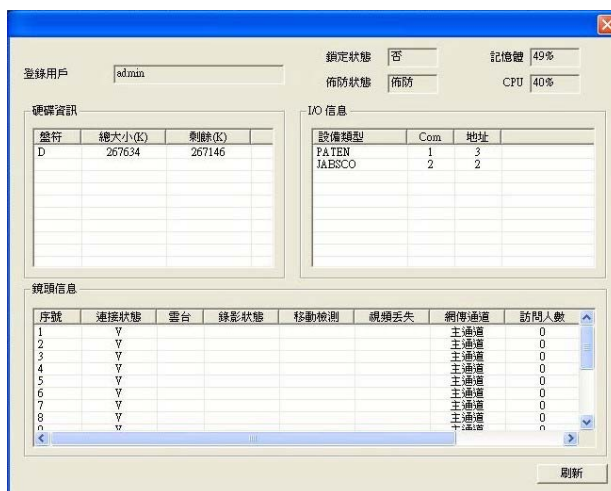 鎖定狀態 否 記憶體 49%
登錄用戶 admin
佈防狀態 佈防 CPU 40%
硬碟資訊
盤符 總大小(K) 剩餘(K)
D 267634 267146
I/O 信息
設備類型 Com 地址
PATEN 1 3
JABSCO 2 2
鏡頭信息
序號 連接狀態 雲台 錄影狀態 移動檢測 視頻丟失 網傳通道 訪問人數
1 V 主通道 0
2 V 主通道 0
3 V 主通道 0
4 V 主通道 0
5 V 主通道 0
6 V 主通道 0
7 V 主通道 0
8 V 主通道 0
9 V 主通道 0
刷新